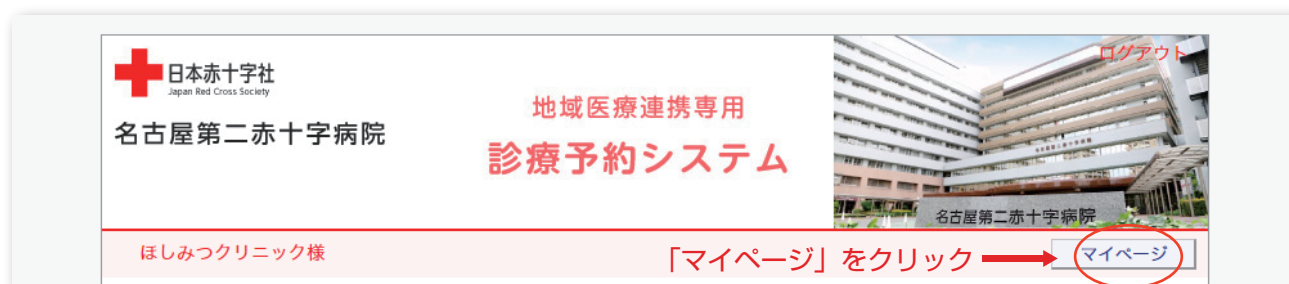 日本赤十字社
Japan Red Cross Society
名古屋第二赤十字病院
地域医療連携専用
診療予約システム
ログアウト
名古屋第二赤十字病院
ほしみつクリニック様
「マイページ」をクリック
マイページ